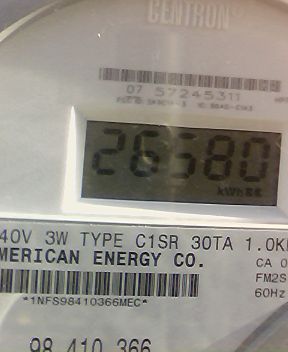 CENTRON®
07 57245311
26580
kWh
40V 3W TYPE C1SR 30TA 1.0K
MERICAN ENERGY CO.
CA 0
FM2S
*1NFS98410366MEC*
60Hz
98 410 366